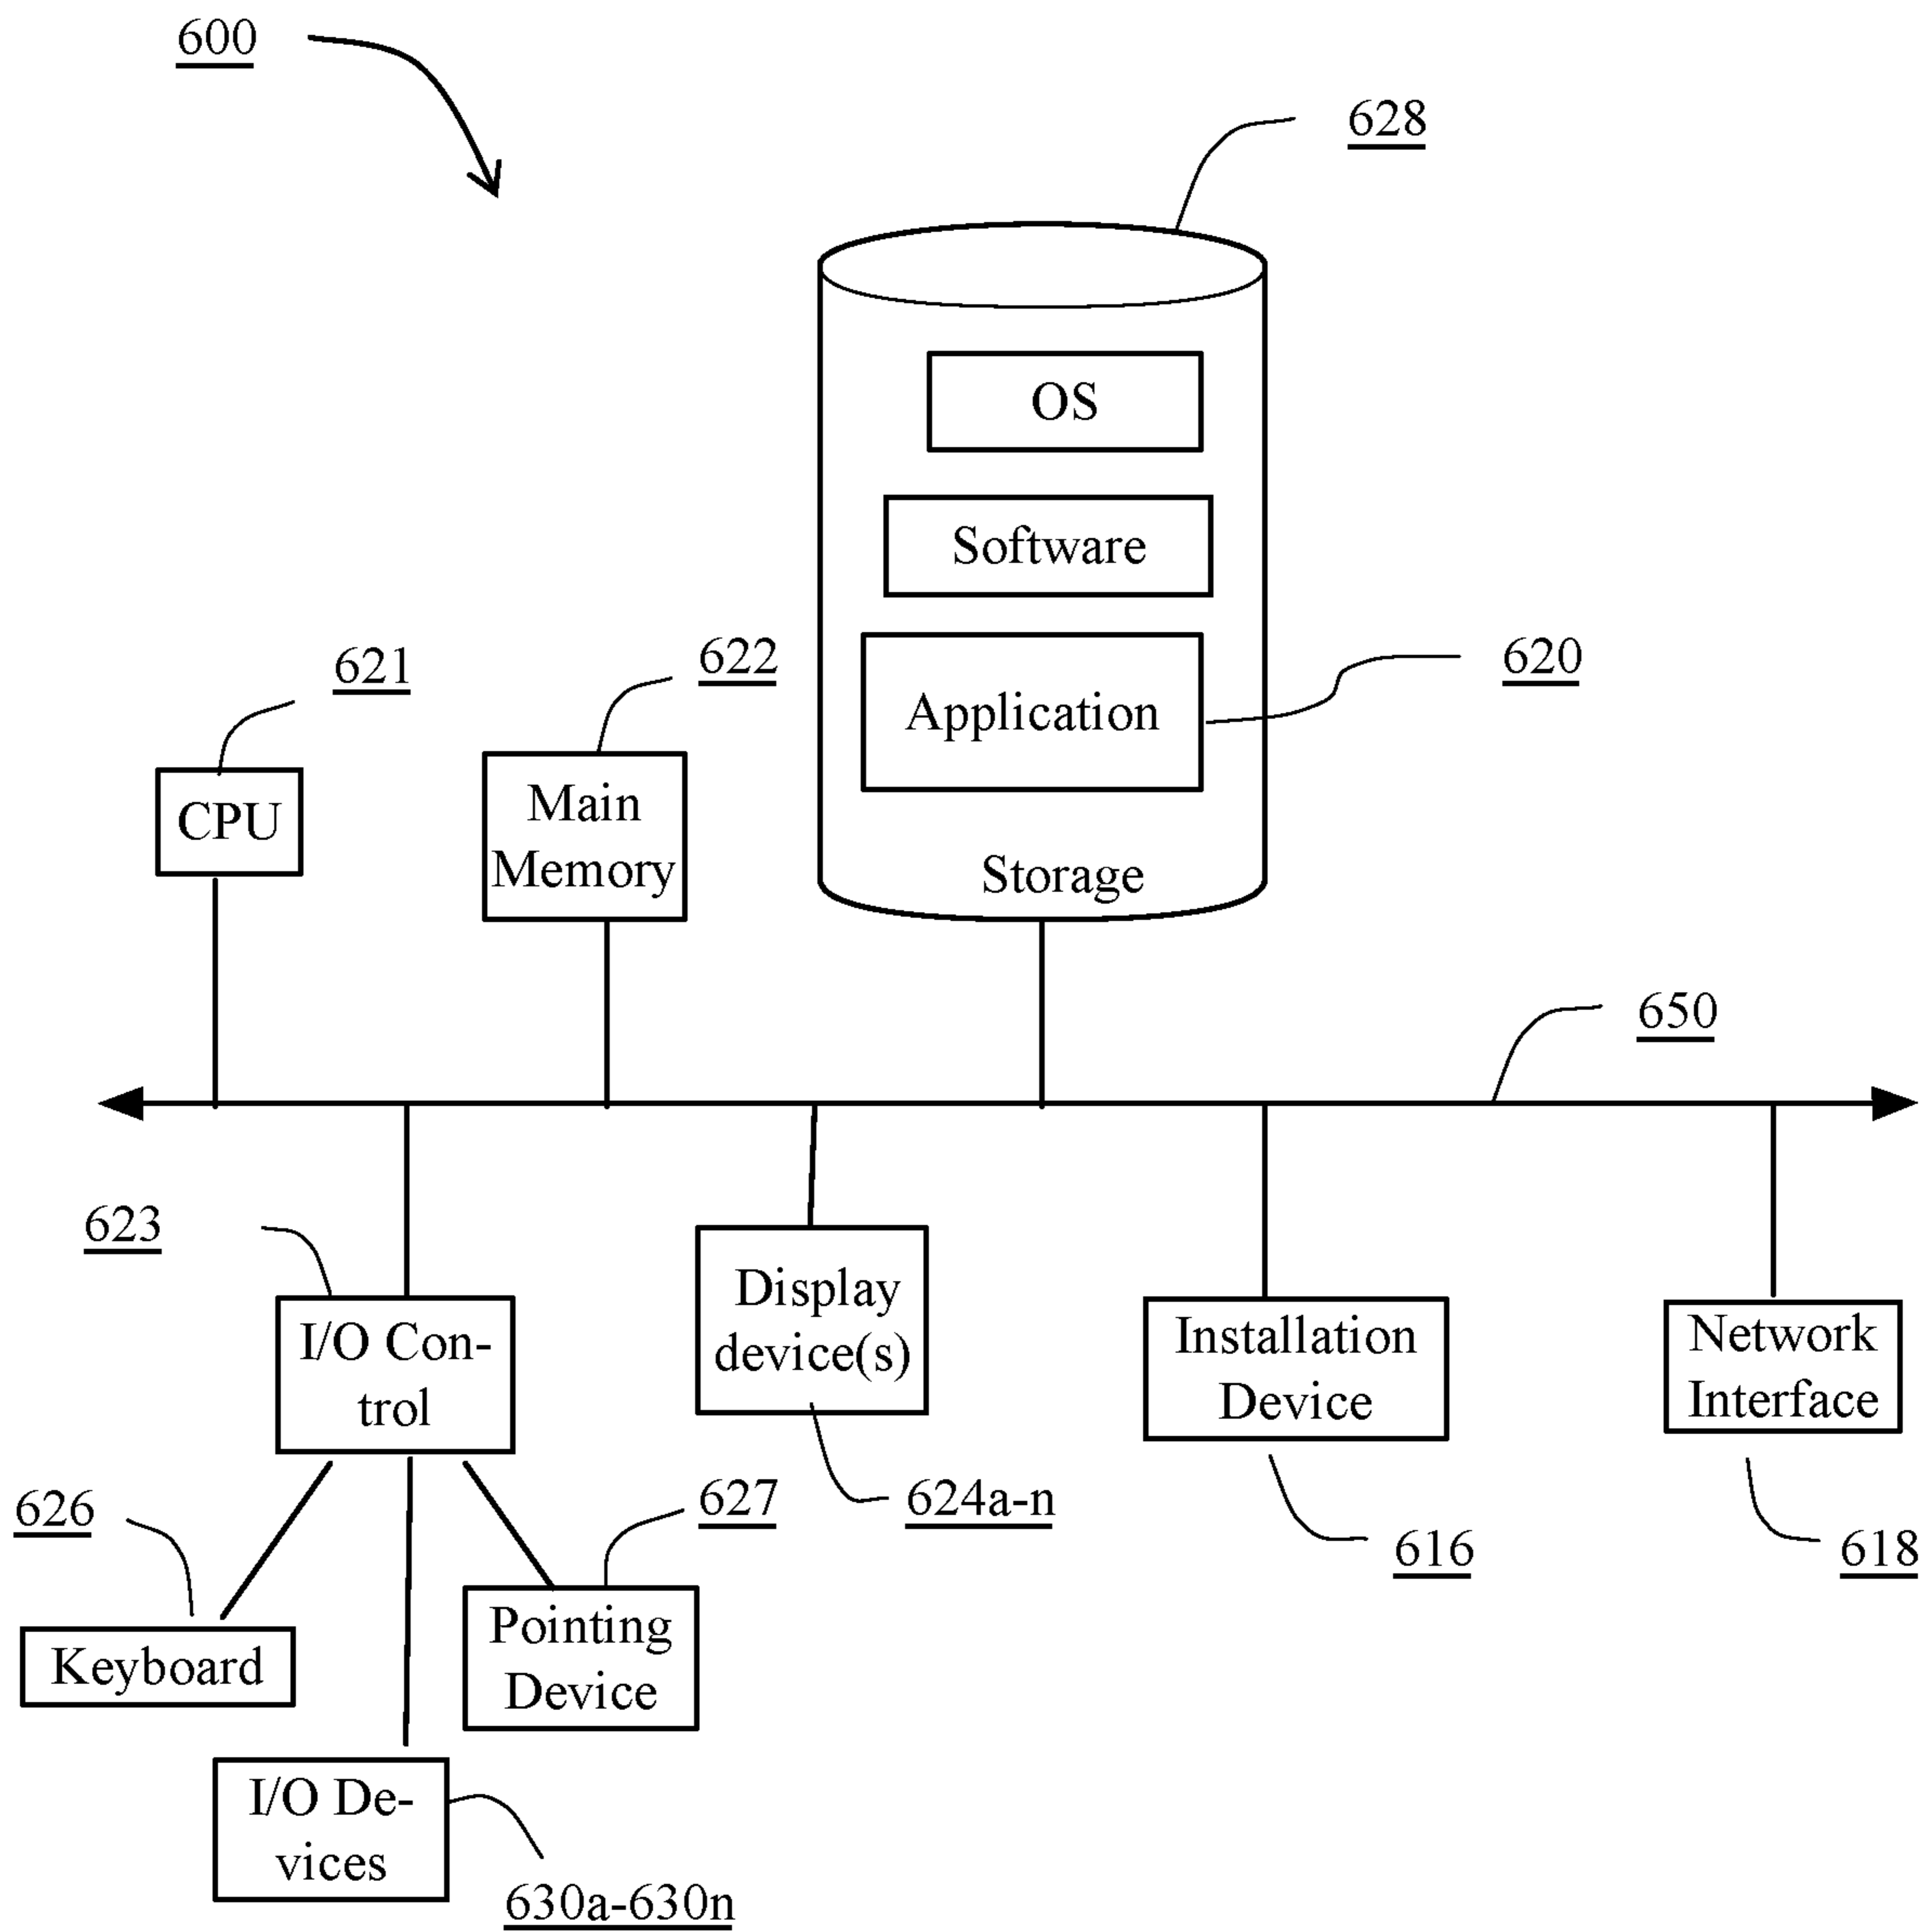 600
628
OS
Software
621
622
620
Application
CPU
Main
Memory
Storage
650
623
Display
device(s)
I/O Con-
trol
Installation
Device
Network
Interface
626
627
624a-n
616
618
Keyboard
Pointing
Device
I/O De-
vices
630a-630n